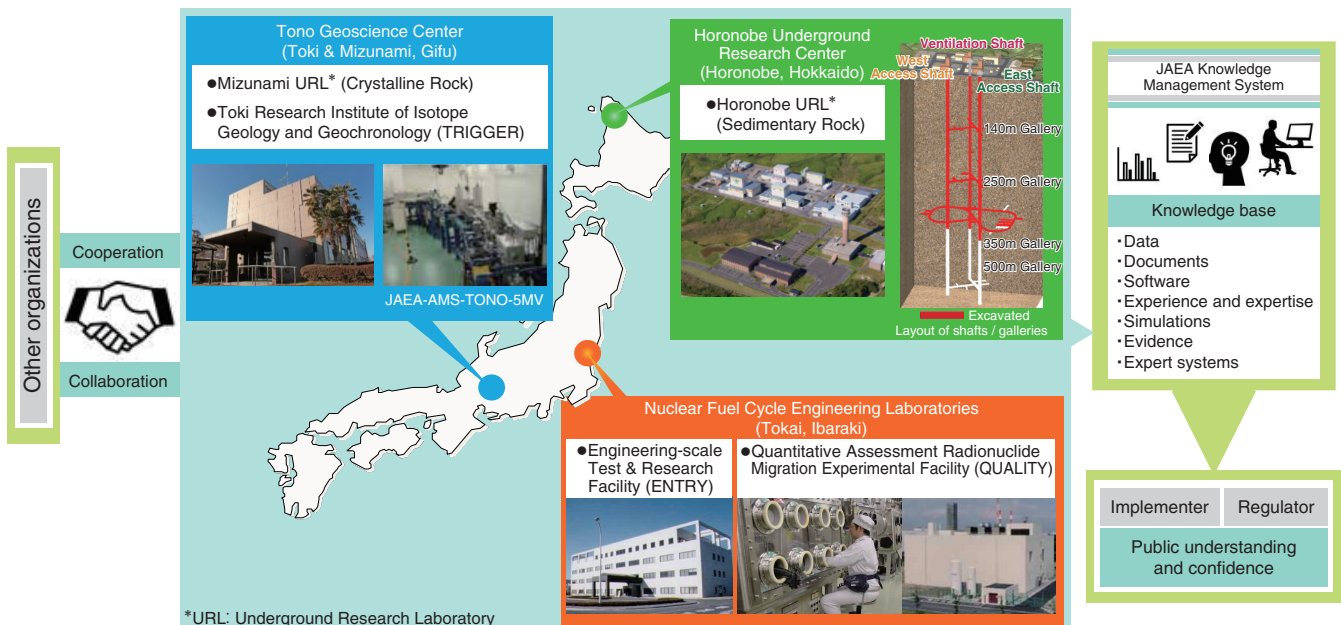 Other organizations
Cooperation
Collaboration
Tono Geoscience Center
(Toki & Mizunami, Gifu)
●Mizunami URL* (Crystalline Rock)
●Toki Research Institute of Isotope
Geology and Geochronology (TRIGGER)
JAEA-AMS-TONO-5MV
Horonobe Underground
Research Center
(Horonobe, Hokkaido)
●Horonobe URL*
(Sedimentary Rock)
Ventilation Shaft
West
Access Shaft
East
Access Shaft
140m Gallery
250m Gallery
350m Gallery
500m Gallery
Excavated
Layout of shafts / galleries
Nuclear Fuel Cycle Engineering Laboratories
(Tokai, Ibaraki)
●Engineering-scale
Test & Research
Facility (ENTRY)
●Quantitative Assessment Radionuclide
Migration Experimental Facility (QUALITY)
*URL: Underground Research Laboratory
JAEA Knowledge
Management System
Knowledge base
・Data
・Documents
・Software
・Experience and expertise
・Simulations
・Evidence
・Expert systems
Implementer
Regulator
Public understanding
and confidence